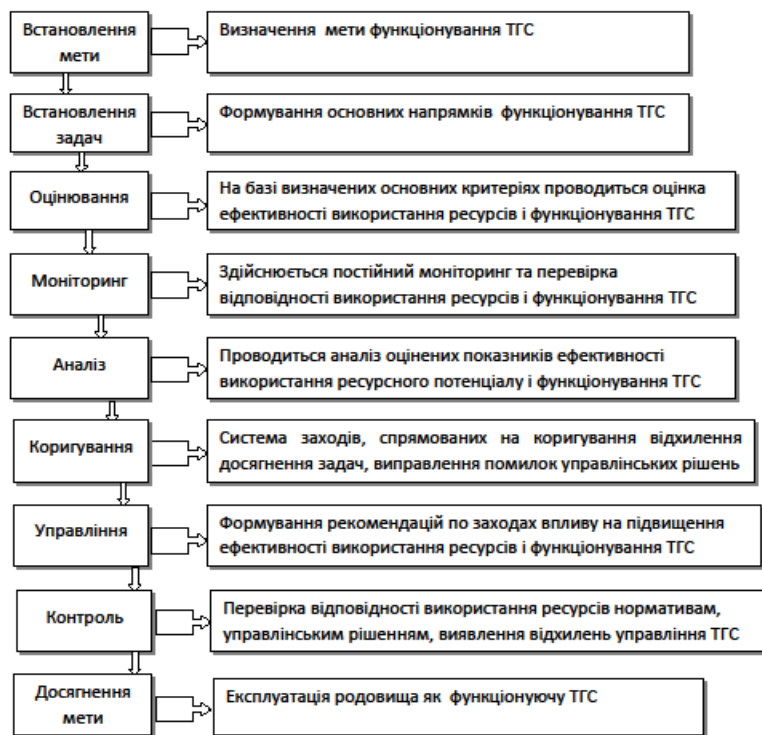 Встановлення
мети
Визначення мети функціонування ТГС
Встановлення
задач
Формування основних напрямків функціонування ТГС
Оцінювання
На базі визначених основних критеріях проводиться оцінка
ефективності використання ресурсів і функціонування ТГС
Моніторинг
Здійснюється постійний моніторинг та перевірка
відповідності використання ресурсів і функціонування ТГС
Аналіз
Проводиться аналіз оцінених показників ефективності
використання ресурсного потенціалу і функціонування ТГС
Коригування
Система заходів, спрямованих на коригування відхилення
досягнення задач, виправлення помилок управлінських рішень
Управління
Формування рекомендацій по заходах впливу на підвищення
ефективності використання ресурсів і функціонування ТГС
Контроль
Перевірка відповідності використання ресурсів нормативам,
управлінським рішенням, виявлення відхилень управління ТГС
Досягнення
мети
Експлуатація родовища як функціонуючу ТГС